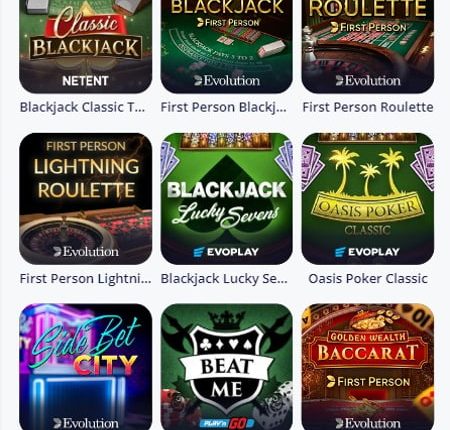 Classic
BLACKJACK
NETENT
BLACKJACK
FIRST PERSON
Evolution
ROULETTE
FIRST PERSON
Evolution
Blackjack Classic T...
First Person Blackj...
First Person Roulette
FIRST PERSON
LIGHTNING
ROULETTE
Evolution
BLACKJACK
Lucky Sevens
EVOPLAY
OASIS POKER
CLASSIC
EVOPLAY
First Person Lightni...
Blackjack Lucky Se...
Oasis Poker Classic
Side Bet
CITY
Evolution
BEAT
ME
PLAY'n GO
GOLDEN WEALTH
BACCARAT
FIRST PERSON
Evolution